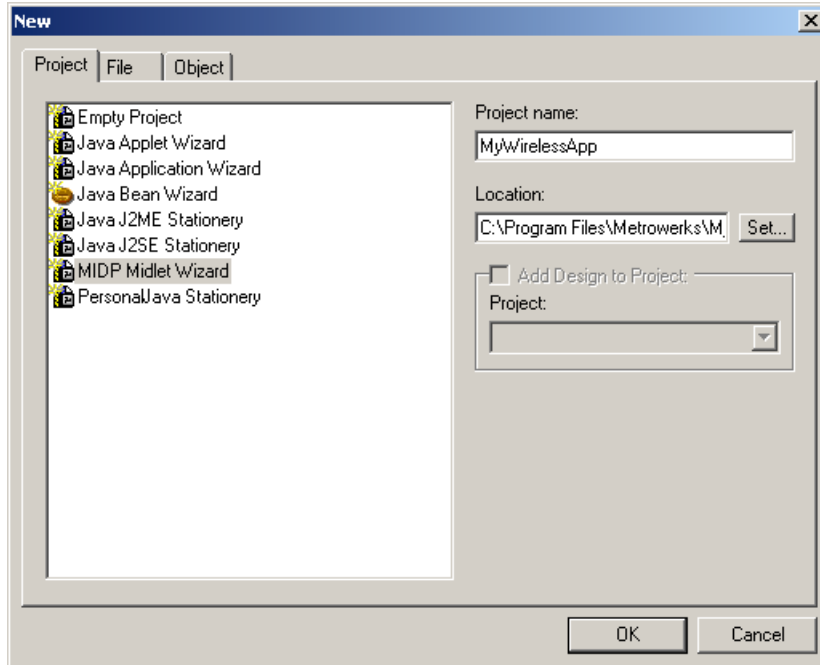 New
Project File Object
Empty Project
Java Applet Wizard
Java Application Wizard
Java Bean Wizard
Java J2ME Stationery
Java J2SE Stationery
MIDP Midlet Wizard
PersonalJava Stationery
Project name:
MyWirelessApp
Location:
C:\Program Files\Metrowerks\M Set...
Add Design to Project:
Project:
OK Cancel